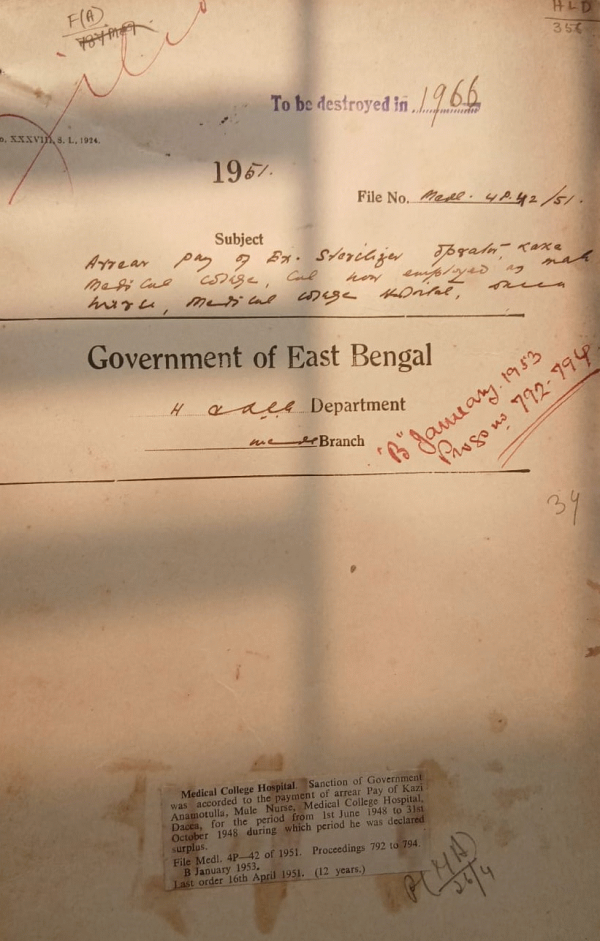 F(A)
HLD
356
To be destroyed in 1966
XXXVIII, S. L., 1924.
1951.
File No. Medl. 4P-42/51.
Subject
Arrear pay of Ex. Sterilizer Operator,
Medical College, now employed as male
nurse, Medical College Hospital, Dacca
Government of East Bengal
Department
Branch
"B" January. 1953
Progs no. 792-794
34
Medical College Hospital. Sanction of Government
was accorded to the payment of arrear Pay of Kazi
Anamotulla, Male Nurse, Medical College Hospital,
Dacca, for the period from 1st June 1948 to 31st
October 1948 during which period he was declared
surplus.
File Medl. 4P—42 of 1951. Proceedings 792 to 794.
B January 1953.
Last order 16th April 1951. (12 years.)
26/4